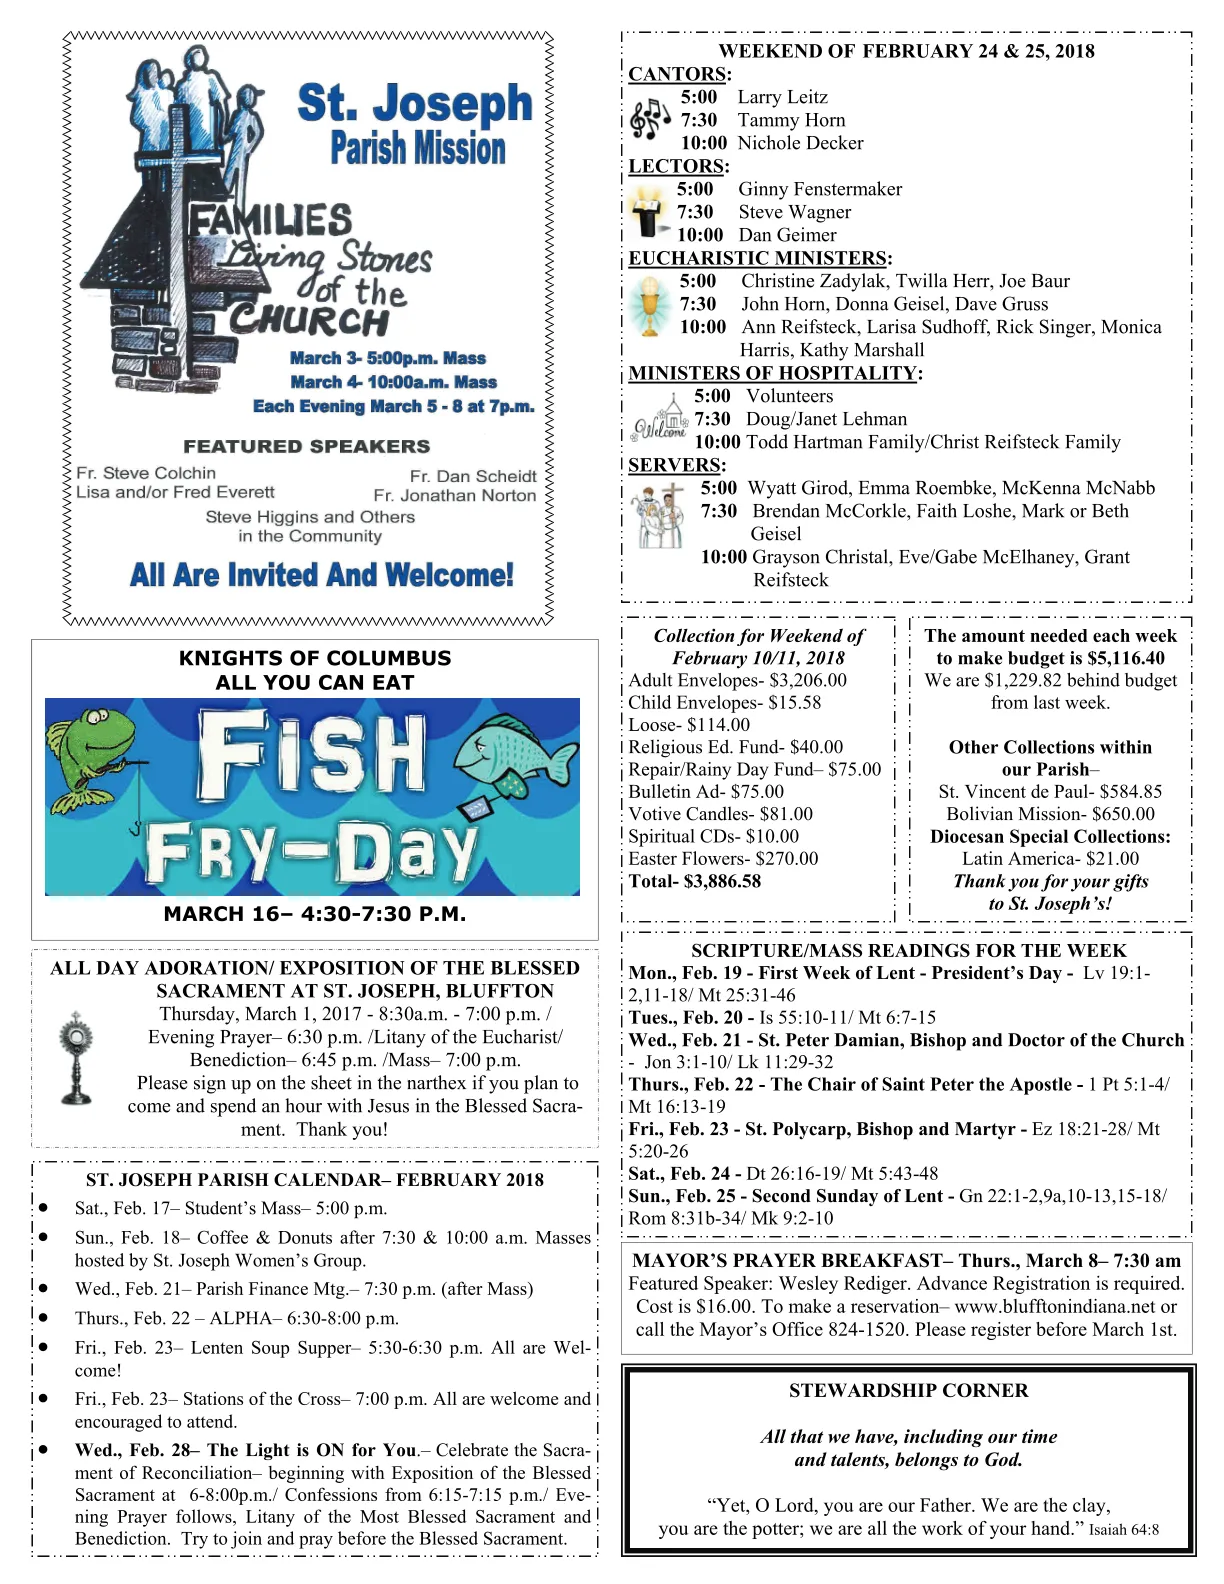 St. Joseph
Parish Mission
FAMILIES
Living Stones
of the
CHURCH
March 3- 5:00p.m. Mass
March 4- 10:00a.m. Mass
Each Evening March 5 - 8 at 7p.m.
FEATURED SPEAKERS
Fr. Steve Colchin
Lisa and/or Fred Everett
Fr. Dan Scheidt
Fr. Jonathan Norton
Steve Higgins and Others
in the Community
All Are Invited And Welcome!
KNIGHTS OF COLUMBUS
ALL YOU CAN EAT
FISH
FRY-DAY
MARCH 16– 4:30-7:30 P.M.
ALL DAY ADORATION/ EXPOSITION OF THE BLESSED
SACRAMENT AT ST. JOSEPH, BLUFFTON
Thursday, March 1, 2017 - 8:30a.m. - 7:00 p.m. /
Evening Prayer– 6:30 p.m. /Litany of the Eucharist/
Benediction– 6:45 p.m. /Mass– 7:00 p.m.
Please sign up on the sheet in the narthex if you plan to
come and spend an hour with Jesus in the Blessed Sacra-
ment.  Thank you!
ST. JOSEPH PARISH CALENDAR– FEBRUARY 2018
• Sat., Feb. 17– Student's Mass– 5:00 p.m.
• Sun., Feb. 18– Coffee & Donuts after 7:30 & 10:00 a.m. Masses
hosted by St. Joseph Women's Group.
• Wed., Feb. 21– Parish Finance Mtg.– 7:30 p.m. (after Mass)
• Thurs., Feb. 22 – ALPHA– 6:30-8:00 p.m.
• Fri., Feb. 23– Lenten Soup Supper– 5:30-6:30 p.m. All are Wel-
come!
• Fri., Feb. 23– Stations of the Cross– 7:00 p.m. All are welcome and
encouraged to attend.
• Wed., Feb. 28– The Light is ON for You.– Celebrate the Sacra-
ment of Reconciliation– beginning with Exposition of the Blessed
Sacrament at  6-8:00p.m./ Confessions from 6:15-7:15 p.m./ Eve-
ning Prayer follows, Litany of the Most Blessed Sacrament and
Benediction.  Try to join and pray before the Blessed Sacrament.
WEEKEND OF FEBRUARY 24 & 25, 2018
CANTORS:
5:00 Larry Leitz
7:30 Tammy Horn
10:00 Nichole Decker
LECTORS:
5:00 Ginny Fenstermaker
7:30 Steve Wagner
10:00 Dan Geimer
EUCHARISTIC MINISTERS:
5:00 Christine Zadylak, Twilla Herr, Joe Baur
7:30 John Horn, Donna Geisel, Dave Gruss
10:00 Ann Reifsteck, Larisa Sudhoff, Rick Singer, Monica
Harris, Kathy Marshall
MINISTERS OF HOSPITALITY:
Welcome
5:00 Volunteers
7:30 Doug/Janet Lehman
10:00 Todd Hartman Family/Christ Reifsteck Family
SERVERS:
5:00 Wyatt Girod, Emma Roembke, McKenna McNabb
7:30 Brendan McCorkle, Faith Loshe, Mark or Beth
Geisel
10:00 Grayson Christal, Eve/Gabe McElhaney, Grant
Reifsteck
Collection for Weekend of
February 10/11, 2018
Adult Envelopes- $3,206.00
Child Envelopes- $15.58
Loose- $114.00
Religious Ed. Fund- $40.00
Repair/Rainy Day Fund– $75.00
Bulletin Ad- $75.00
Votive Candles- $81.00
Spiritual CDs- $10.00
Easter Flowers- $270.00
Total- $3,886.58
The amount needed each week
to make budget is $5,116.40
We are $1,229.82 behind budget
from last week.
Other Collections within
our Parish–
St. Vincent de Paul- $584.85
Bolivian Mission- $650.00
Diocesan Special Collections:
Latin America- $21.00
Thank you for your gifts
to St. Joseph's!
SCRIPTURE/MASS READINGS FOR THE WEEK
Mon., Feb. 19 - First Week of Lent - President's Day -  Lv 19:1-
2,11-18/ Mt 25:31-46
Tues., Feb. 20 - Is 55:10-11/ Mt 6:7-15
Wed., Feb. 21 - St. Peter Damian, Bishop and Doctor of the Church
-  Jon 3:1-10/ Lk 11:29-32
Thurs., Feb. 22 - The Chair of Saint Peter the Apostle - 1 Pt 5:1-4/
Mt 16:13-19
Fri., Feb. 23 - St. Polycarp, Bishop and Martyr - Ez 18:21-28/ Mt
5:20-26
Sat., Feb. 24 - Dt 26:16-19/ Mt 5:43-48
Sun., Feb. 25 - Second Sunday of Lent - Gn 22:1-2,9a,10-13,15-18/
Rom 8:31b-34/ Mk 9:2-10
MAYOR'S PRAYER BREAKFAST– Thurs., March 8– 7:30 am
Featured Speaker: Wesley Rediger. Advance Registration is required.
Cost is $16.00. To make a reservation– www.blufftonindiana.net or
call the Mayor's Office 824-1520. Please register before March 1st.
STEWARDSHIP CORNER
All that we have, including our time
and talents, belongs to God.
“Yet, O Lord, you are our Father. We are the clay,
you are the potter; we are all the work of your hand.” Isaiah 64:8